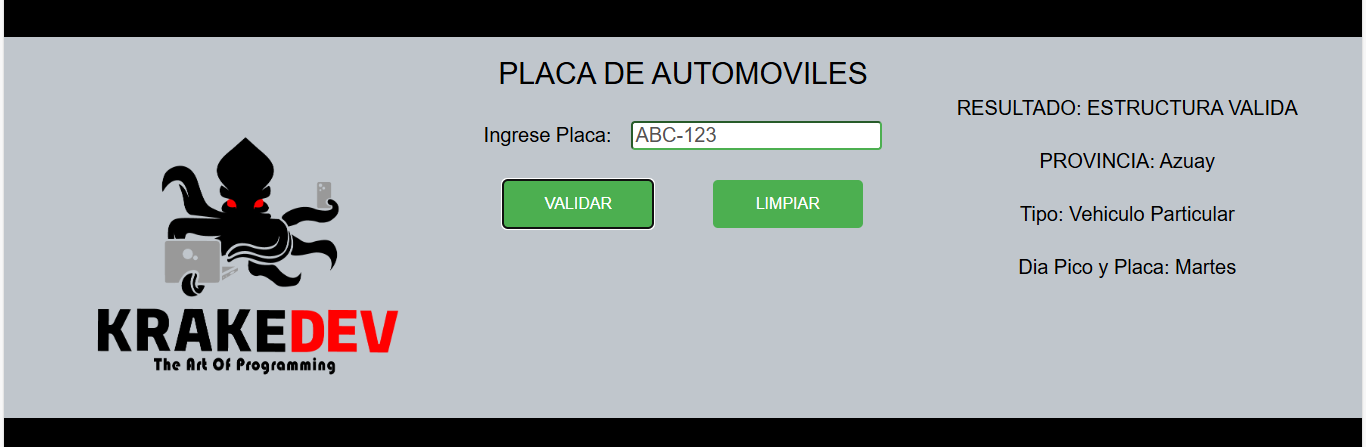 PLACA DE AUTOMOVILES
Ingrese Placa: ABC-123
VALIDAR LIMPIAR
RESULTADO: ESTRUCTURA VALIDA
PROVINCIA: Azuay
Tipo: Vehiculo Particular
Dia Pico y Placa: Martes
KRAKEDEV
The Art Of Programming